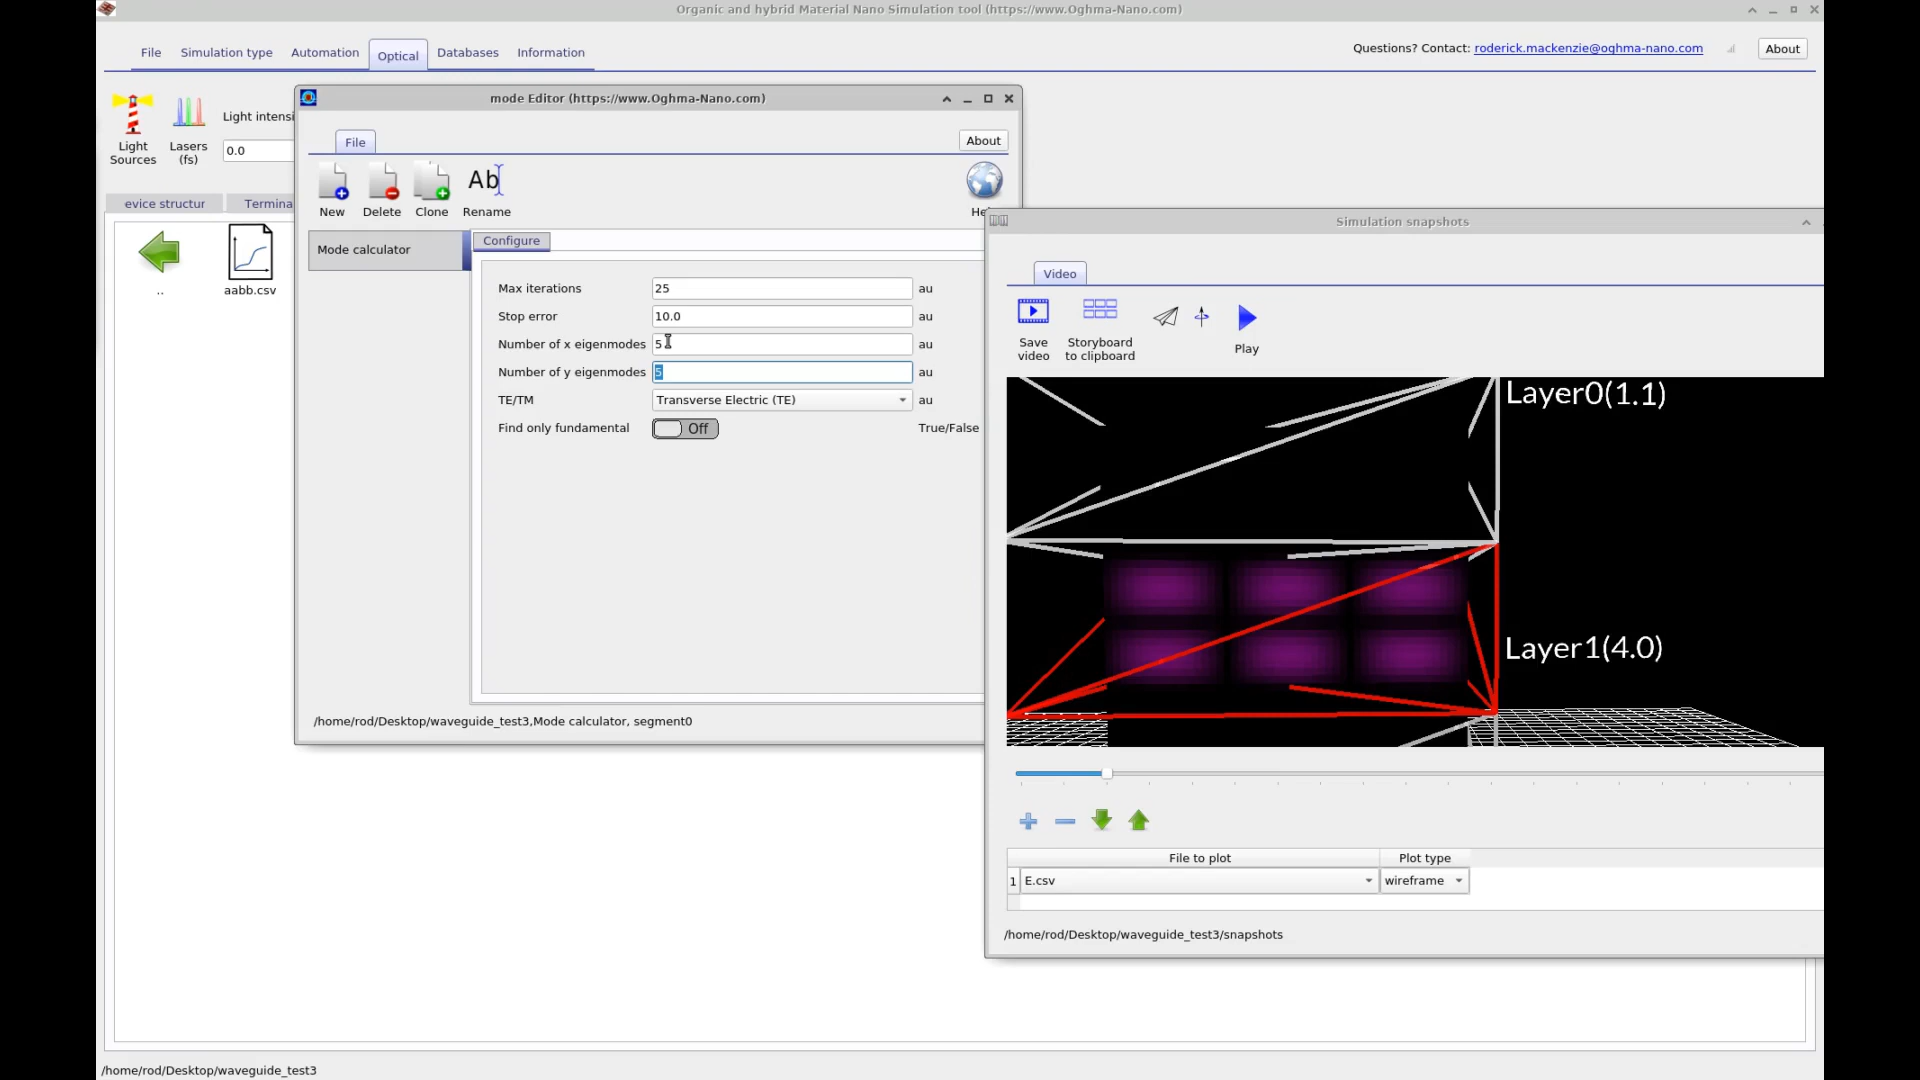 Organic and hybrid Material Nano Simulation tool (https://www.Oghma-Nano.com)
File
Simulation type
Automation
Optical
Databases
Information
Questions? Contact: roderick.mackenzie@oghma-nano.com
About
Light
Sources
Lasers
(fs)
Light intensi
0.0
evice structur
Termina
..
aabb.csv
mode Editor (https://www.Oghma-Nano.com)
File
About
New
Delete
Clone
Ab
Rename
He
Mode calculator
Configure
Max iterations
25
au
Stop error
10.0
au
Number of x eigenmodes
5
au
Number of y eigenmodes
5
au
TE/TM
Transverse Electric (TE)
au
Find only fundamental
Off
True/False
/home/rod/Desktop/waveguide_test3,Mode calculator, segment0
Simulation snapshots
Video
Save
video
Storyboard
to clipboard
Play
Layer0(1.1)
Layer1(4.0)
File to plot
Plot type
1
E.csv
wireframe
/home/rod/Desktop/waveguide_test3/snapshots
/home/rod/Desktop/waveguide_test3